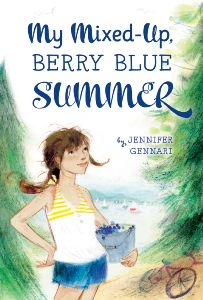 My Mixed-Up,
BERRY BLUE
SUMMER
by JENNIFER
GENNARI